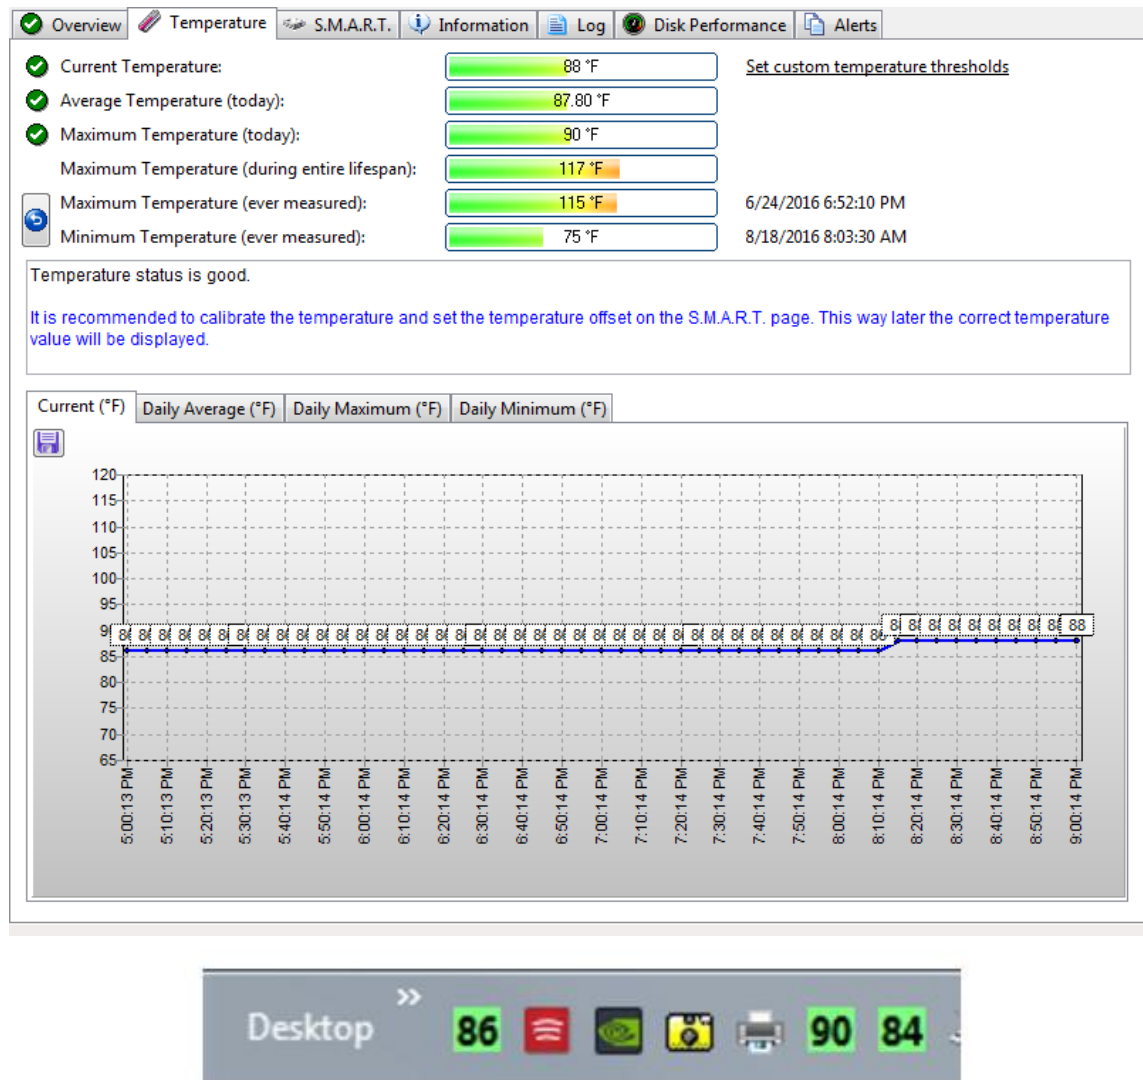 Overview Temperature S.M.A.R.T. Information Log Disk Performance Alerts
Current Temperature: 88 °F Set custom temperature thresholds
Average Temperature (today): 87.80 °F
Maximum Temperature (today): 90 °F
Maximum Temperature (during entire lifespan): 117 °F
Maximum Temperature (ever measured): 115 °F 6/24/2016 6:52:10 PM
Minimum Temperature (ever measured): 75 °F 8/18/2016 8:03:30 AM
Temperature status is good.
It is recommended to calibrate the temperature and set the temperature offset on the S.M.A.R.T. page. This way later the correct temperature
value will be displayed.
Current (°F) Daily Average (°F) Daily Maximum (°F) Daily Minimum (°F)
120
115
110
105
100
95
88
85
80
75
70
65
5:00:13 PM 5:10:13 PM 5:20:13 PM 5:30:13 PM 5:40:14 PM 5:50:14 PM 6:00:14 PM 6:10:14 PM 6:20:14 PM 6:30:14 PM 6:40:14 PM 6:50:14 PM 7:00:14 PM 7:10:14 PM 7:20:14 PM 7:30:14 PM 7:40:14 PM 7:50:14 PM 8:00:14 PM 8:10:14 PM 8:20:14 PM 8:30:14 PM 8:40:14 PM 8:50:14 PM 9:00:14 PM
Desktop » 86 90 84